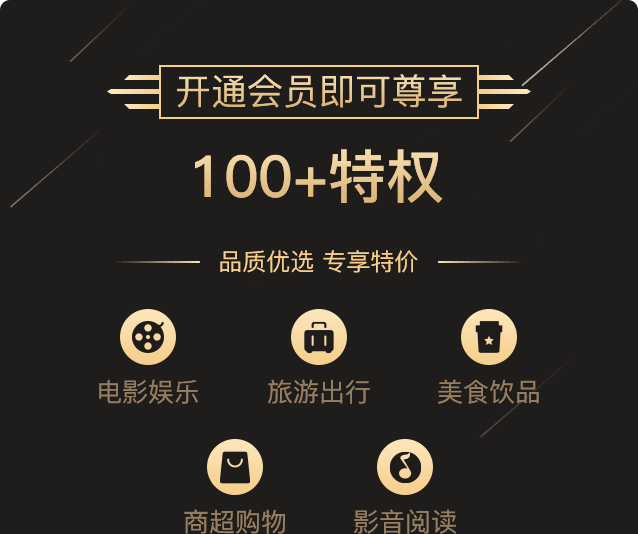 开通会员即可尊享
100+特权
品质优选 专享特价
电影娱乐 旅游出行 美食饮品
商超购物 影音阅读